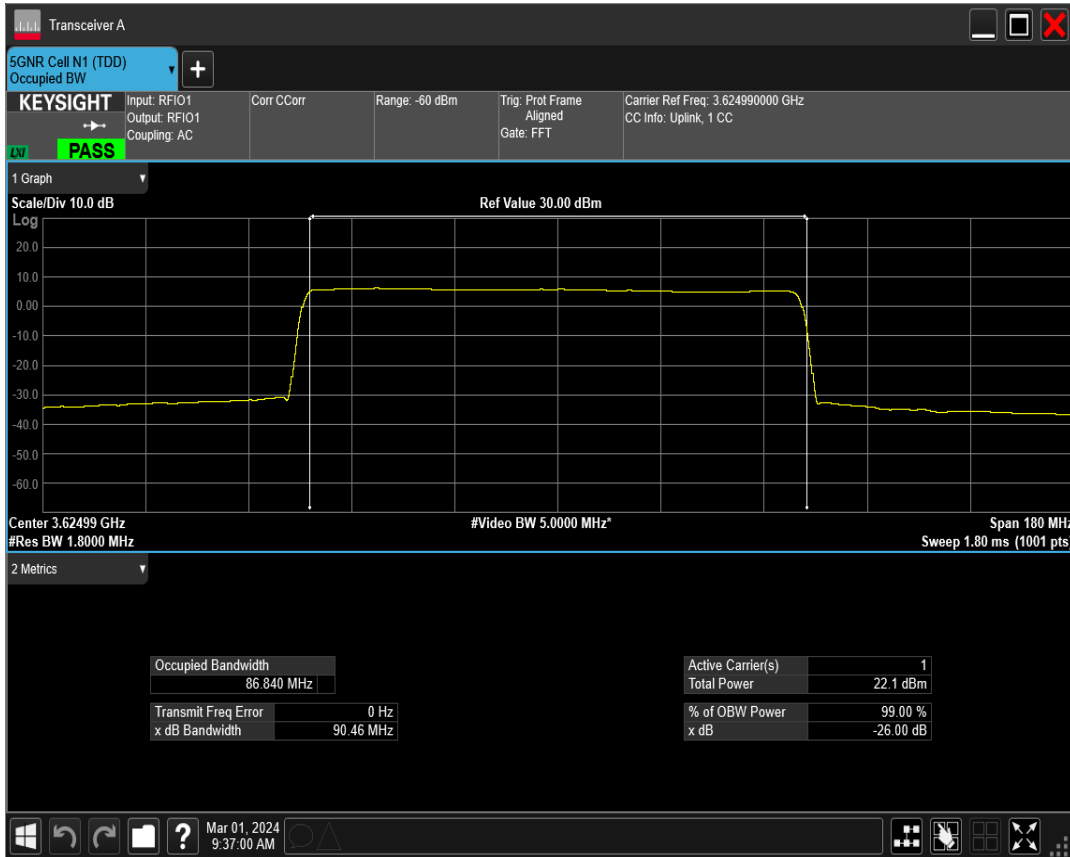 Transceiver A
5GNR Cell N1 (TDD)
Occupied BW
+
KEYSIGHT
LXI
PASS
Input: RFIO1
Output: RFIO1
Coupling: AC
Corr CCorr
Range: -60 dBm
Trig: Prot Frame
Aligned
Gate: FFT
Carrier Ref Freq: 3.624990000 GHz
CC Info: Uplink, 1 CC
1 Graph
Scale/Div 10.0 dB
Ref Value 30.00 dBm
Log
20.0
10.0
0.00
-10.0
-20.0
-30.0
-40.0
-50.0
-60.0
Center 3.62499 GHz
#Video BW 5.0000 MHz*
Span 180 MHz
#Res BW 1.8000 MHz
Sweep 1.80 ms (1001 pts)
2 Metrics
Occupied Bandwidth
86.840 MHz
Transmit Freq Error 0 Hz
x dB Bandwidth 90.46 MHz
Active Carrier(s) 1
Total Power 22.1 dBm
% of OBW Power 99.00 %
x dB -26.00 dB
?
Mar 01, 2024
9:37:00 AM